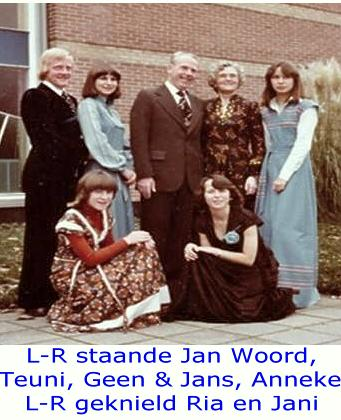 L-R staande Jan Woord,
Teuni, Geen & Jans, Anneke
L-R geknield Ria en Jani